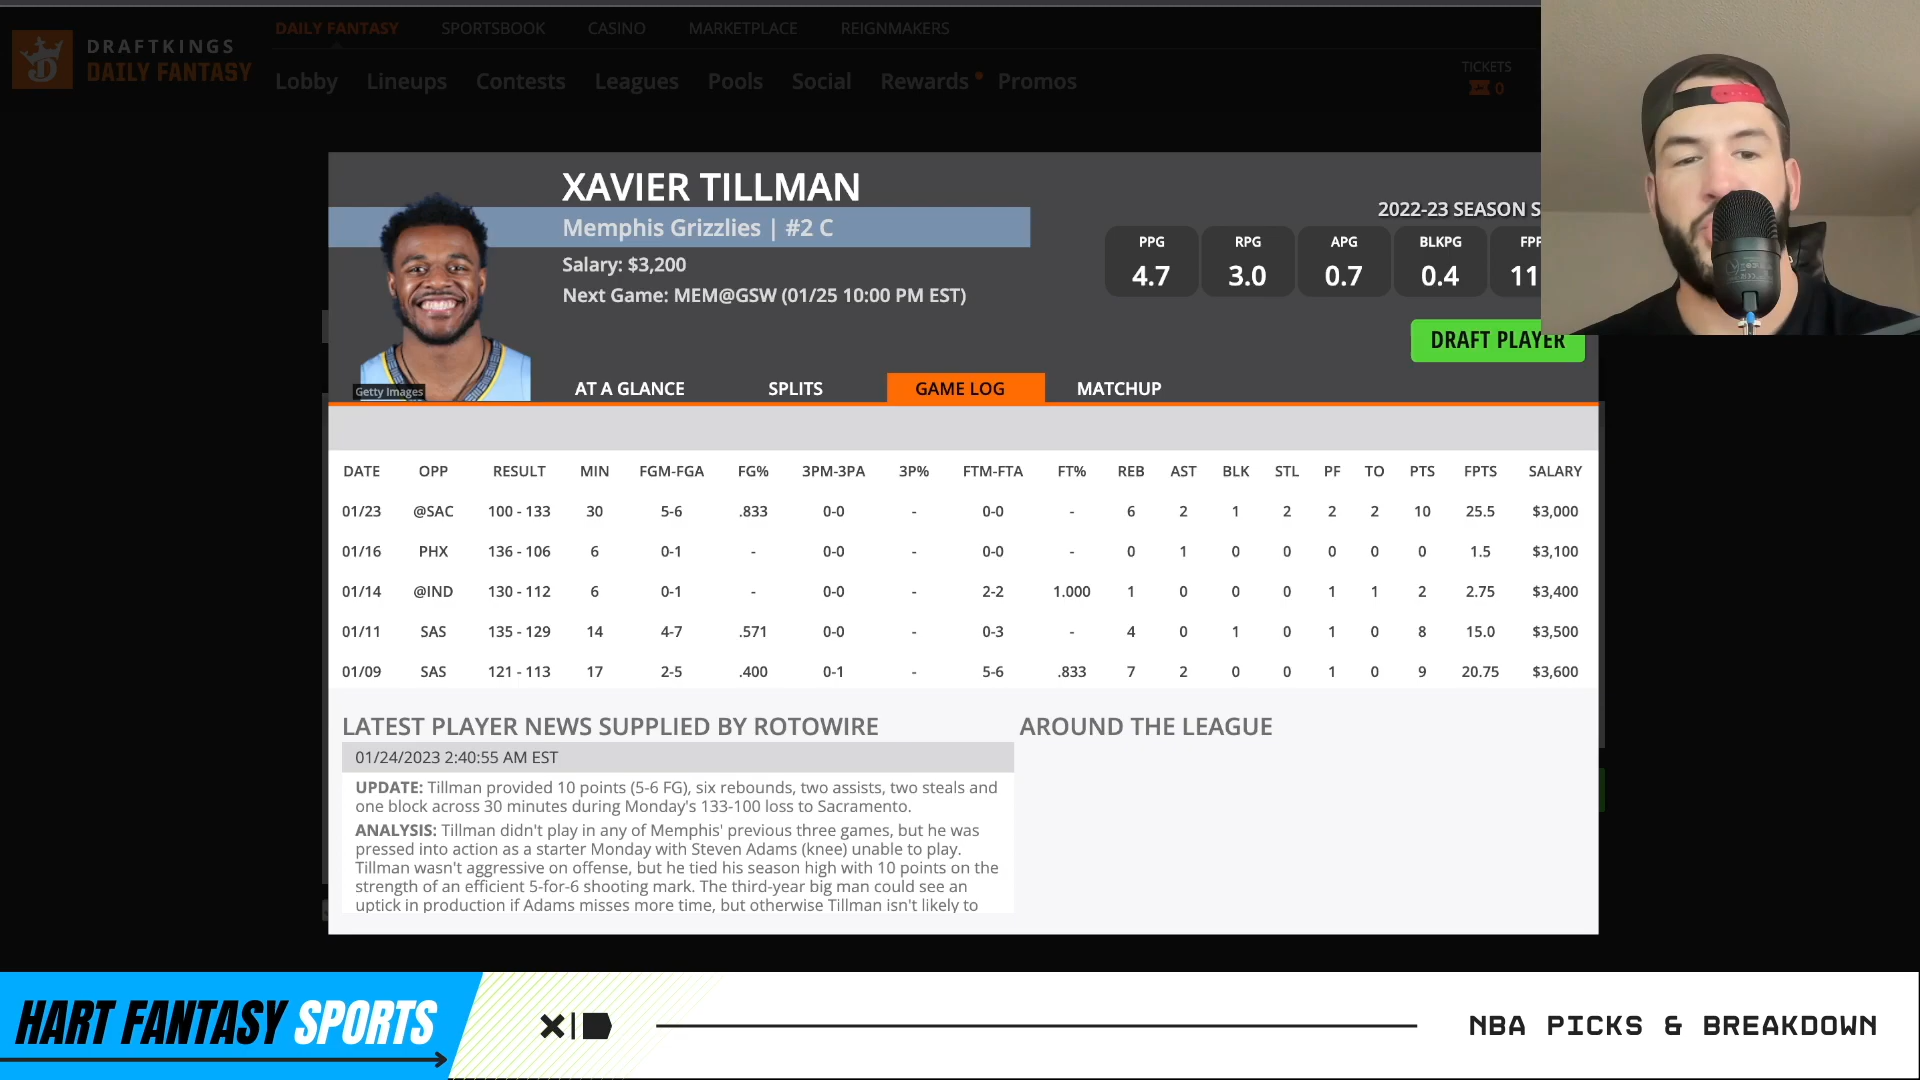 DAILY FANTASY SPORTSBOOK CASINO MARKETPLACE REIGNMAKERS
DRAFTKINGS
DAILY FANTASY
Lobby Lineups Contests Leagues Pools Social Rewards Promos
TICKETS
0
XAVIER TILLMAN
Memphis Grizzlies | #2 C
Salary: $3,200
Next Game: MEM@GSW (01/25 10:00 PM EST)
2022-23 SEASON S
PPG RPG APG BLKPG FPP
4.7 3.0 0.7 0.4 11
DRAFT PLAYER
Getty Images
AT A GLANCE SPLITS GAME LOG MATCHUP
DATE OPP RESULT MIN FGM-FGA FG% 3PM-3PA 3P% FTM-FTA FT% REB AST BLK STL PF TO PTS FPTS SALARY
01/23 @SAC 100 - 133 30 5-6 .833 0-0 - 0-0 - 6 2 1 2 2 2 10 25.5 $3,000
01/16 PHX 136 - 106 6 0-1 - 0-0 - 0-0 - 0 1 0 0 0 0 0 1.5 $3,100
01/14 @IND 130 - 112 6 0-1 - 0-0 - 2-2 1.000 1 0 0 0 1 1 2 2.75 $3,400
01/11 SAS 135 - 129 14 4-7 .571 0-0 - 0-3 - 4 0 1 0 1 0 8 15.0 $3,500
01/09 SAS 121 - 113 17 2-5 .400 0-1 - 5-6 .833 7 2 0 0 1 0 9 20.75 $3,600
LATEST PLAYER NEWS SUPPLIED BY ROTOWIRE
AROUND THE LEAGUE
01/24/2023 2:40:55 AM EST
UPDATE: Tillman provided 10 points (5-6 FG), six rebounds, two assists, two steals and
one block across 30 minutes during Monday's 133-100 loss to Sacramento.
ANALYSIS: Tillman didn't play in any of Memphis' previous three games, but he was
pressed into action as a starter Monday with Steven Adams (knee) unable to play.
Tillman wasn't aggressive on offense, but he tied his season high with 10 points on the
strength of an efficient 5-for-6 shooting mark. The third-year big man could see an
uptick in production if Adams misses more time, but otherwise Tillman isn't likely to
HART FANTASY SPORTS
NBA PICKS & BREAKDOWN